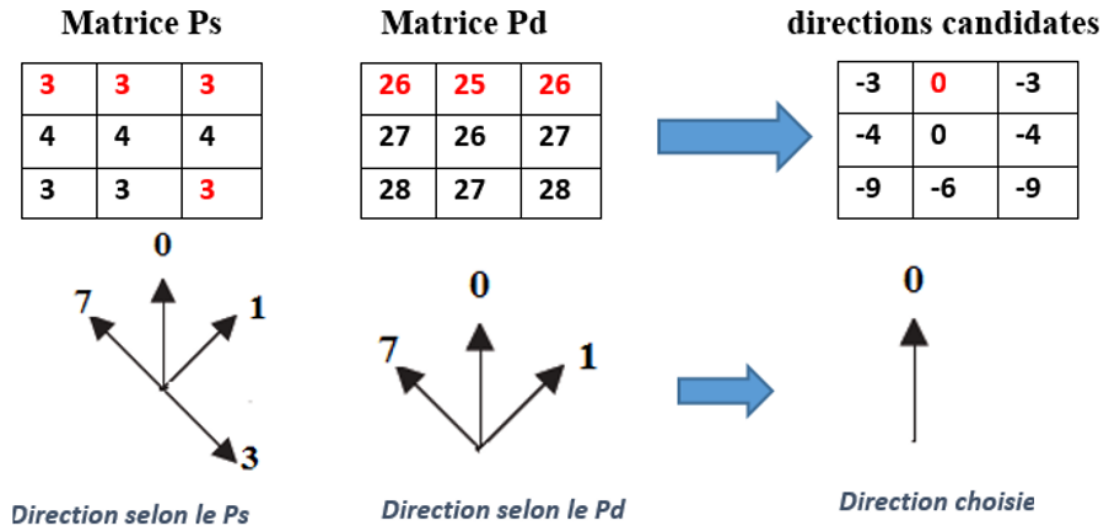 Matrice Ps Matrice Pd directions candidates
3 3 3 26 25 26 -3 0 -3
4 4 4 27 26 27 -4 0 -4
3 3 3 28 27 28 -9 -6 -9
0 0 0
7 1 7 1
3
Direction selon le Ps Direction selon le Pd Direction choisie